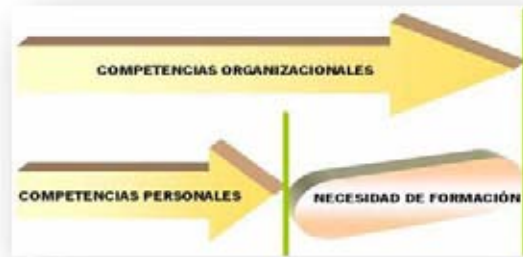 COMPETENCIAS ORGANIZACIONALES
COMPETENCIAS PERSONALES
NECESIDAD DE FORMACIÓN